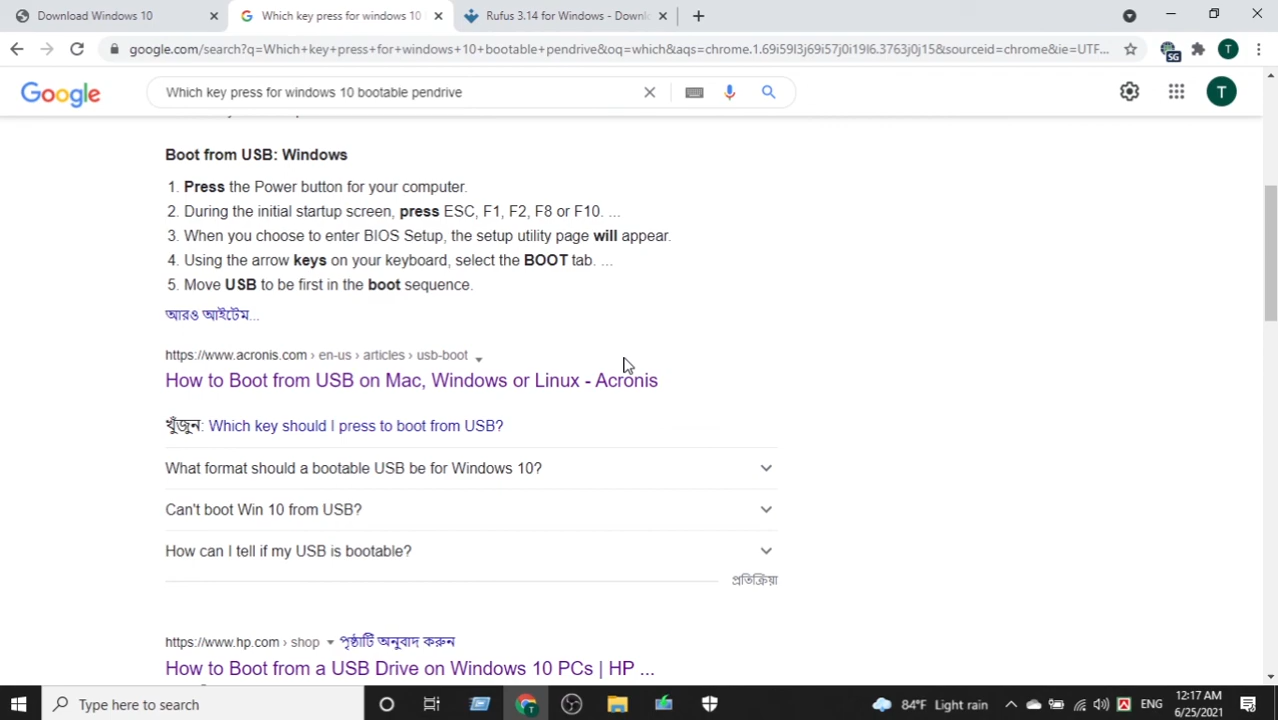 Download Windows 10
Which key press for windows 10
Rufus 3.14 for Windows - Downl
google.com/search?q=Which+key+press+for+windows+10+bootable+pendrive&oq=which&aqs=chrome.1.69i59l3j69i57j0i19l6.3763j0j15&sourceid=chrome&ie=UTF...
SG
T
Google
Which key press for windows 10 bootable pendrive
T
Boot from USB: Windows
1. Press the Power button for your computer.
2. During the initial startup screen, press ESC, F1, F2, F8 or F10. ...
3. When you choose to enter BIOS Setup, the setup utility page will appear.
4. Using the arrow keys on your keyboard, select the BOOT tab. ...
5. Move USB to be first in the boot sequence.
আরও আইটেম...
https://www.acronis.com › en-us › articles › usb-boot
How to Boot from USB on Mac, Windows or Linux - Acronis
খুঁজুন: Which key should I press to boot from USB?
What format should a bootable USB be for Windows 10?
Can't boot Win 10 from USB?
How can I tell if my USB is bootable?
প্রতিক্রিয়া
https://www.hp.com › shop পৃষ্ঠাটি অনুবাদ করুন
How to Boot from a USB Drive on Windows 10 PCs | HP ...
Type here to search
84°F Light rain
ENG
12:17 AM
6/25/2021